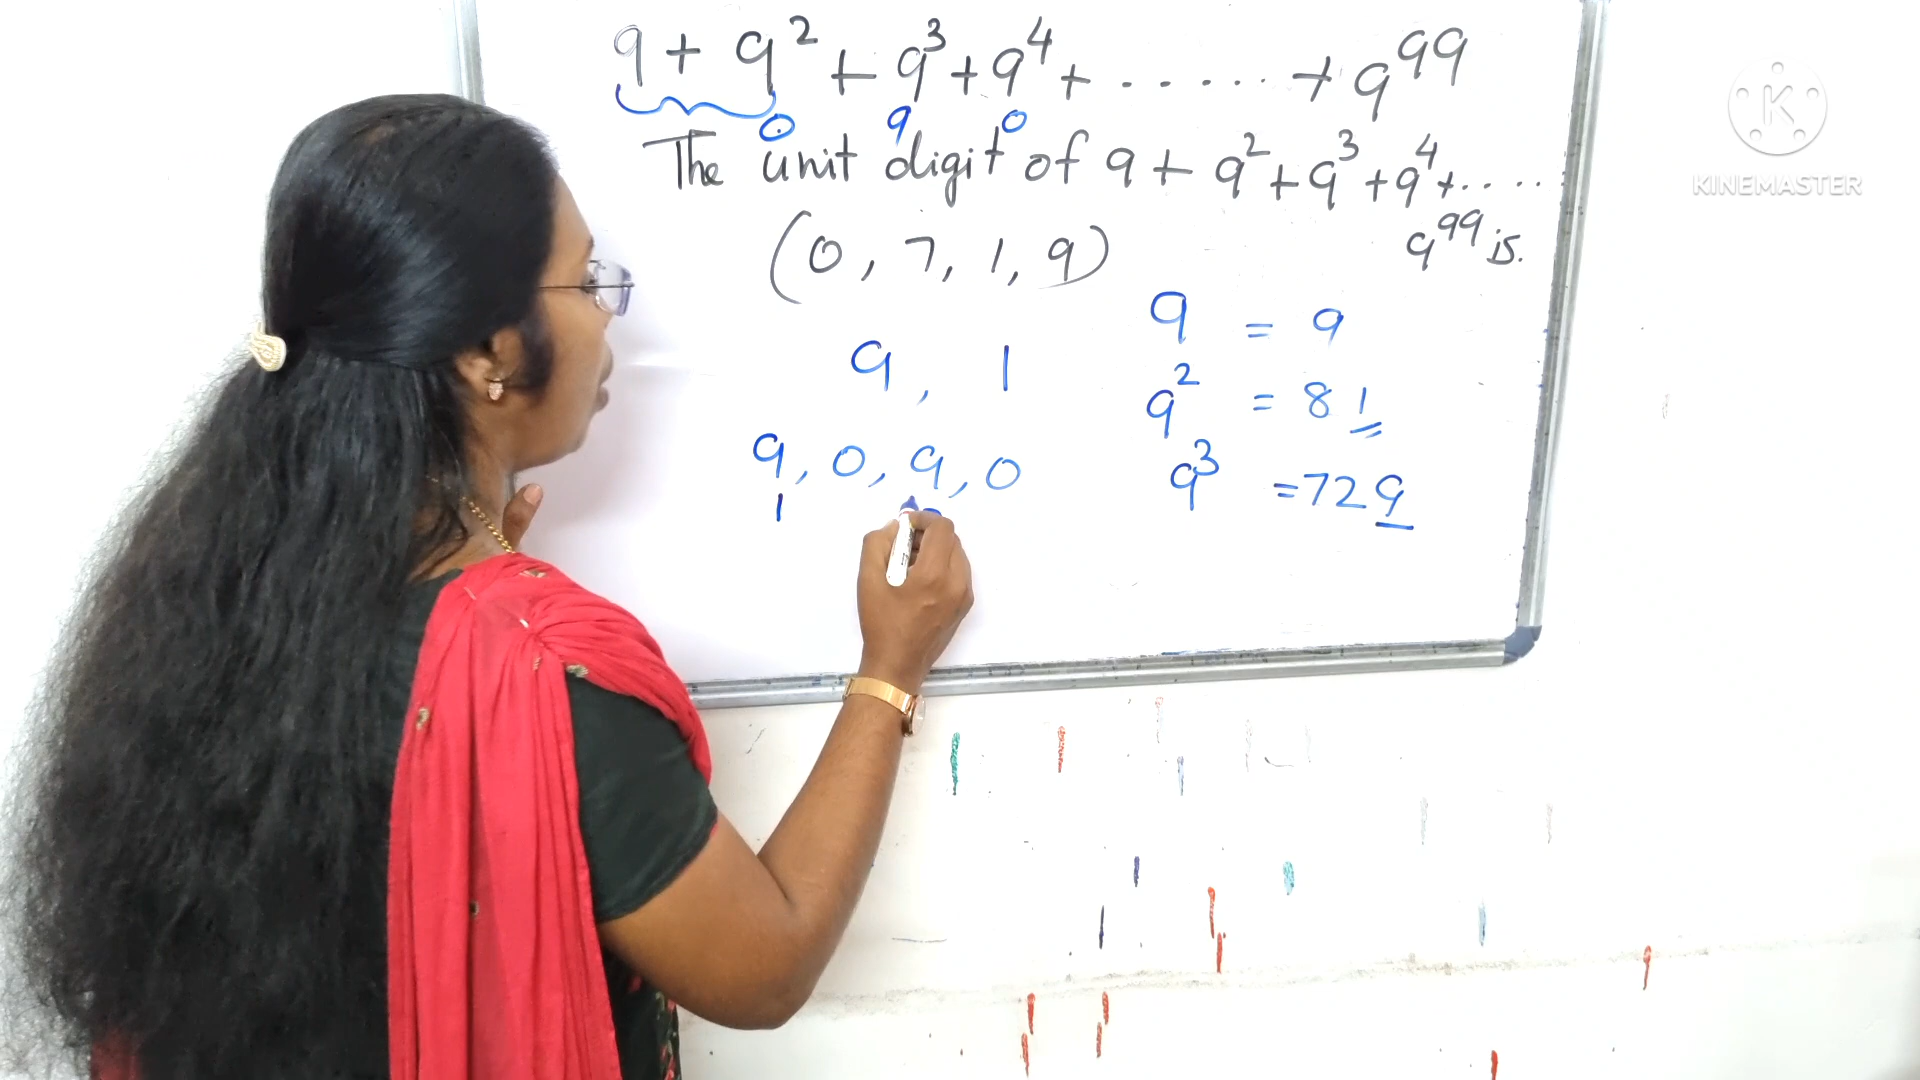 9 + 9² + 9³ + 9⁴ + ...... + 9⁹⁹
0 9 0
The unit digit of 9 + 9² + 9³ + 9⁴ + .....
9⁹⁹ is.
(0, 7, 1, 9)
9 = 9
9, 1
9² = 81
9, 0, 9, 0
9³ = 729
1
K
KINEMASTER